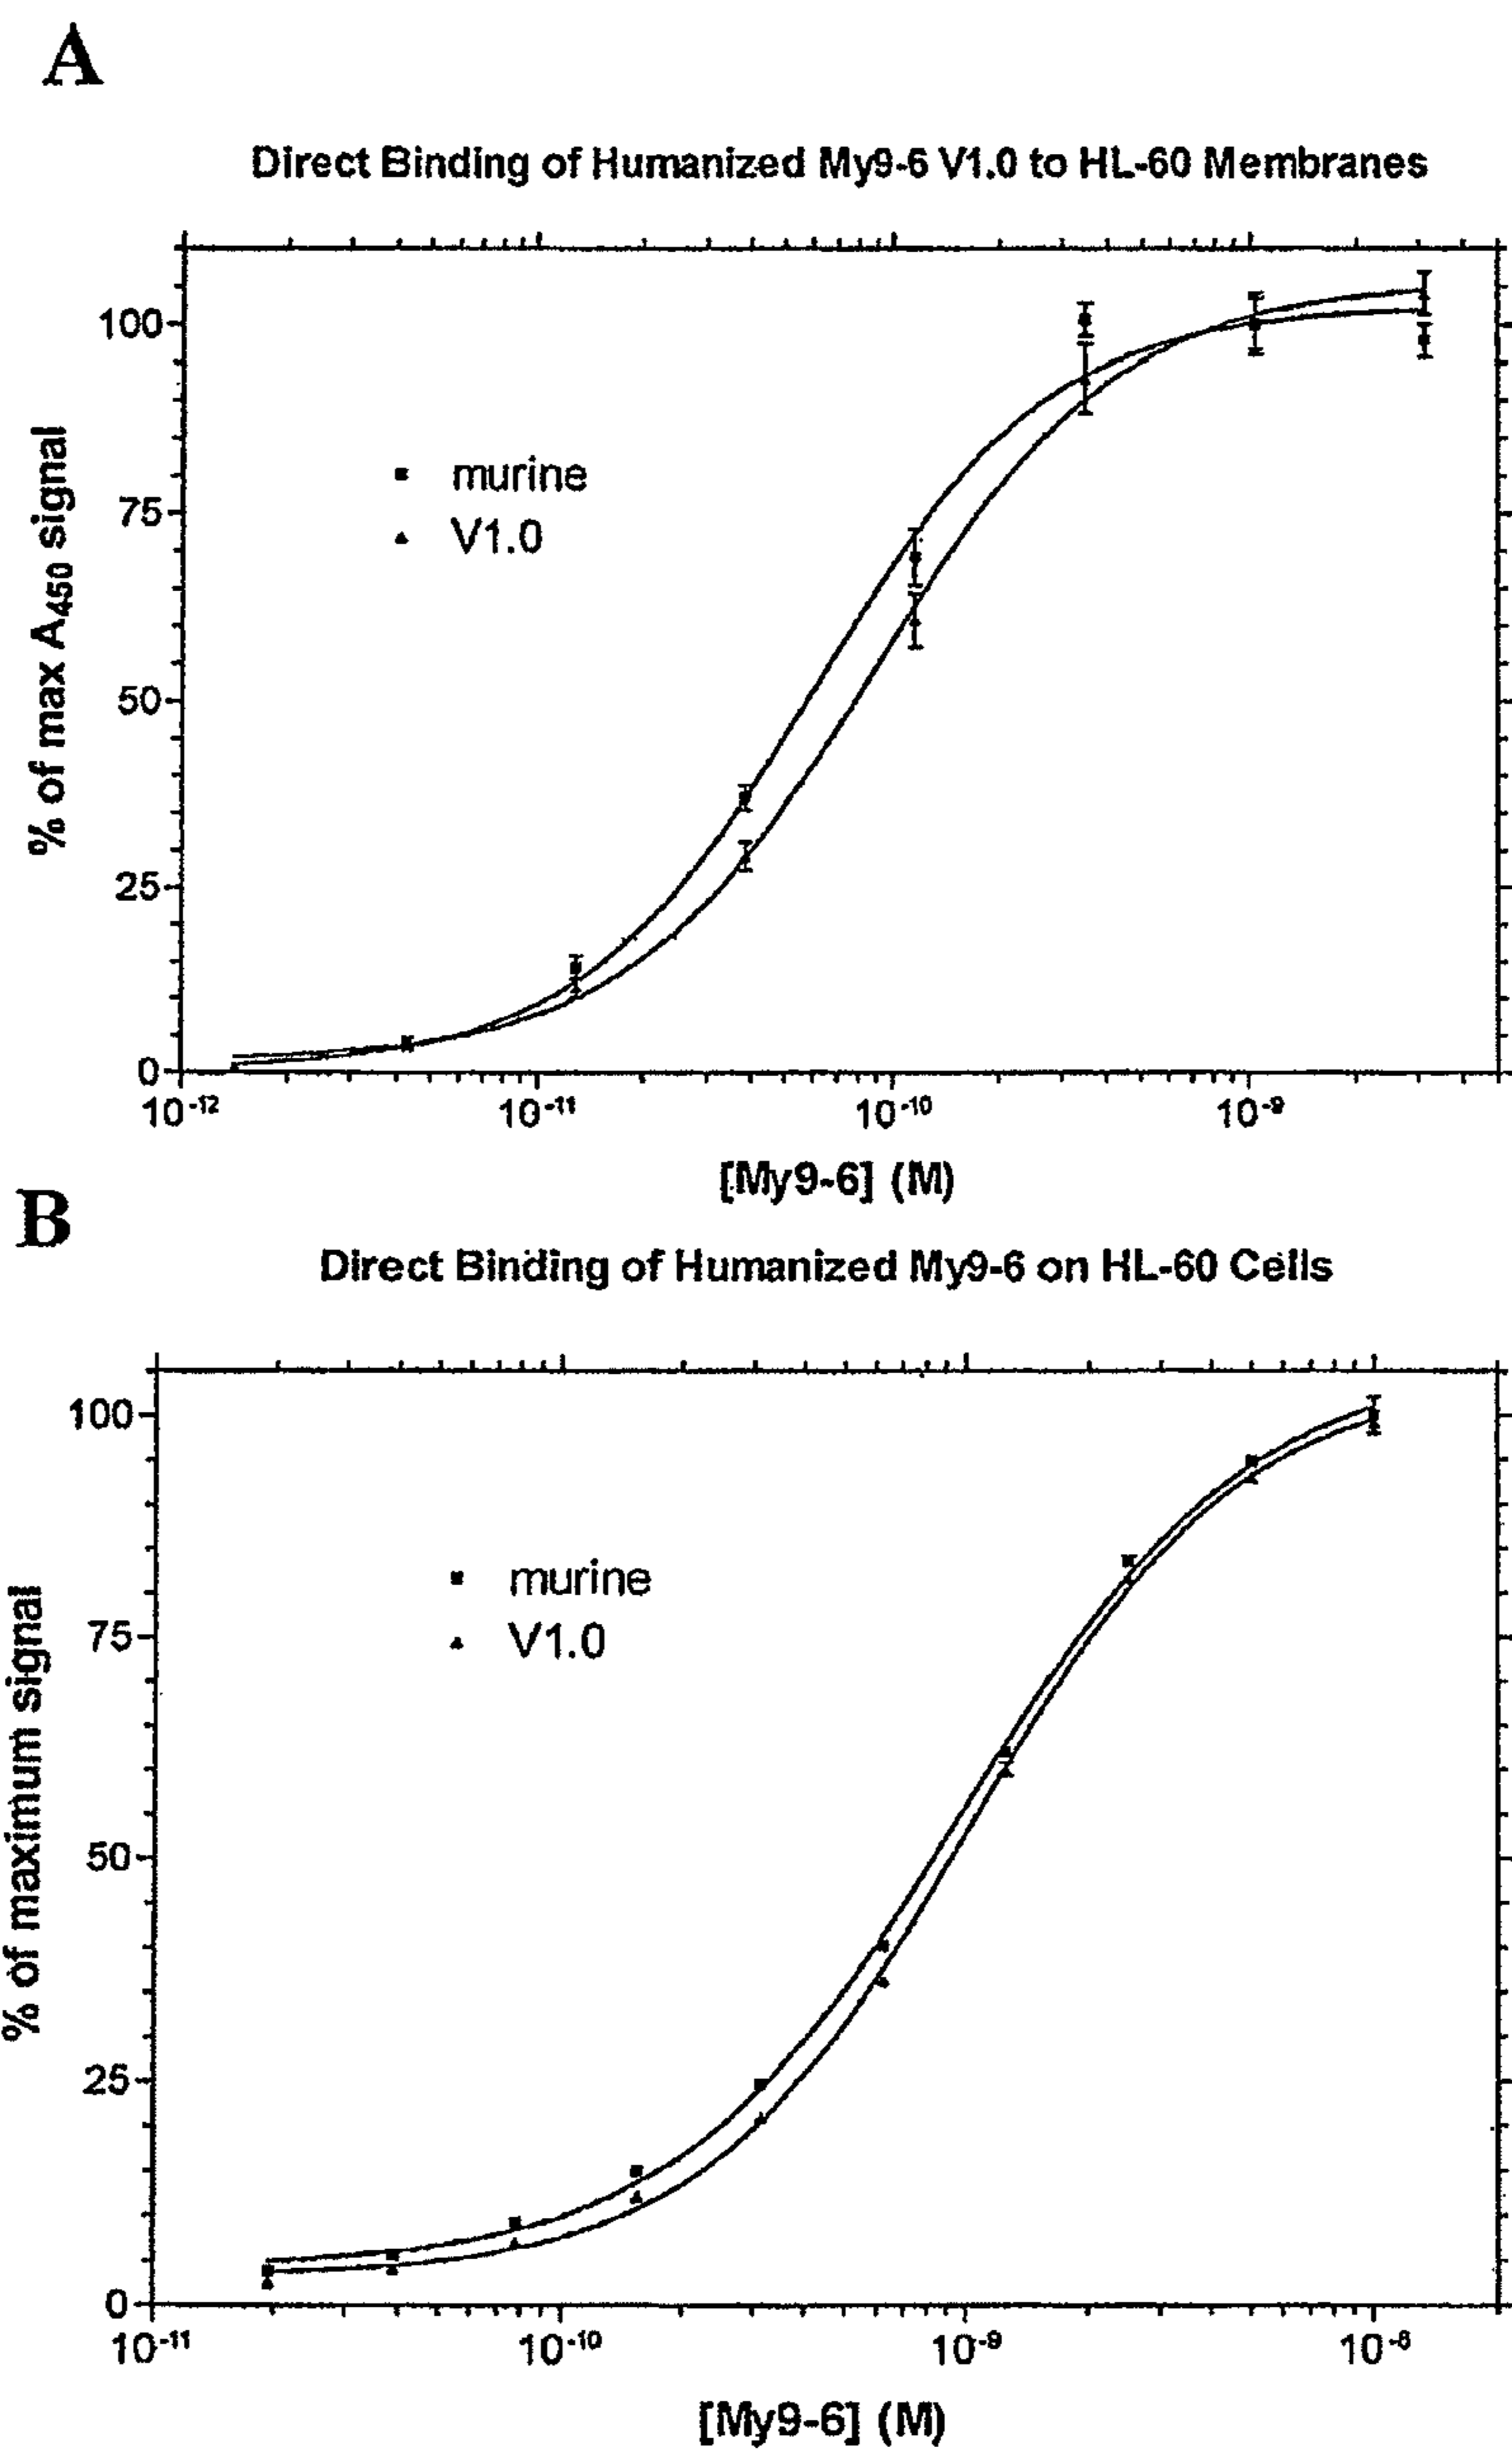 A
Direct Binding of Humanized My9-6 V1.0 to HL-60 Membranes
100
75
50
25
0
% of max A450 signal
murine
V1.0
10-12
10-11
10-10
10-9
[My9-6] (M)
B
Direct Binding of Humanized My9-6 on HL-60 Cells
100
75
50
25
0
% of maximum signal
murine
V1.0
10-11
10-10
10-9
10-8
[My9-6] (M)